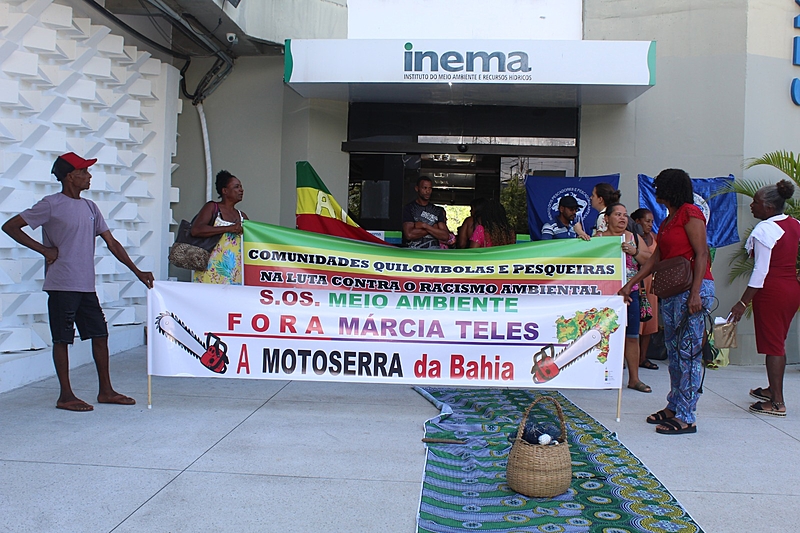 inema
INSTITUTO DO MEIO AMBIENTE E RECURSOS HÍDRICOS
COMUNIDADES QUILOMBOLAS E PESQUEIRAS
NA LUTA CONTRA O RACISMO AMBIENTAL
S.OS. MEIO AMBIENTE
FORA MÁRCIA TELES
A MOTOSERRA da Bahia